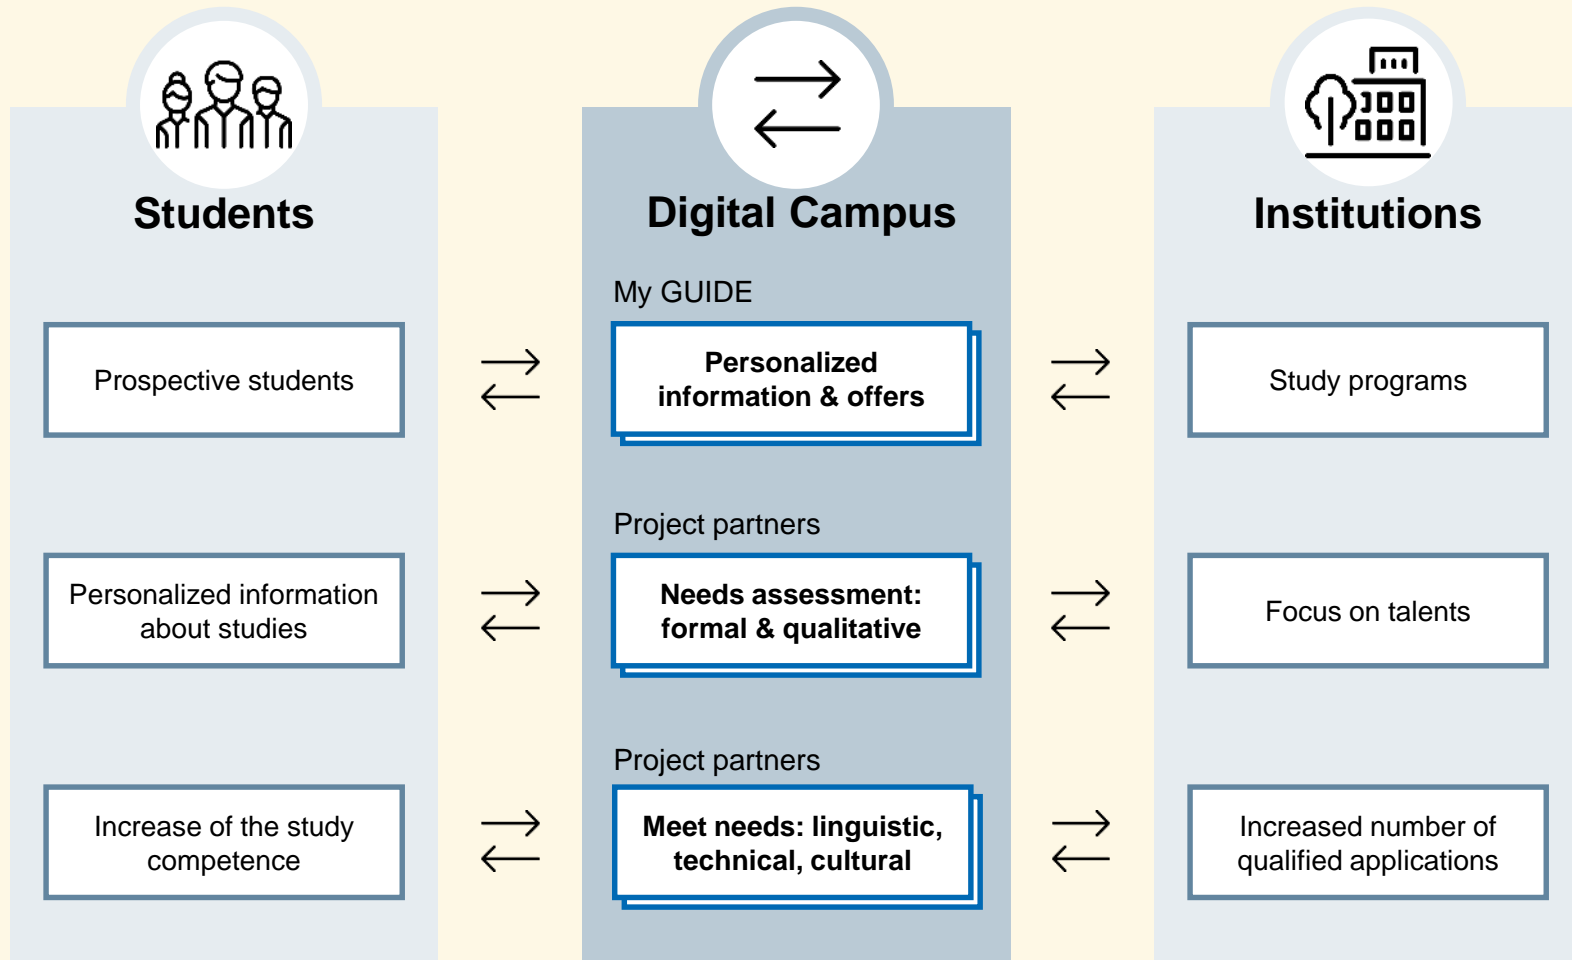 Students
Digital Campus
Institutions
My GUIDE
Prospective students
Personalized
information & offers
Study programs
Project partners
Personalized information
about studies
Needs assessment:
formal & qualitative
Focus on talents
Project partners
Increase of the study
competence
Meet needs: linguistic,
technical, cultural
Increased number of
qualified applications